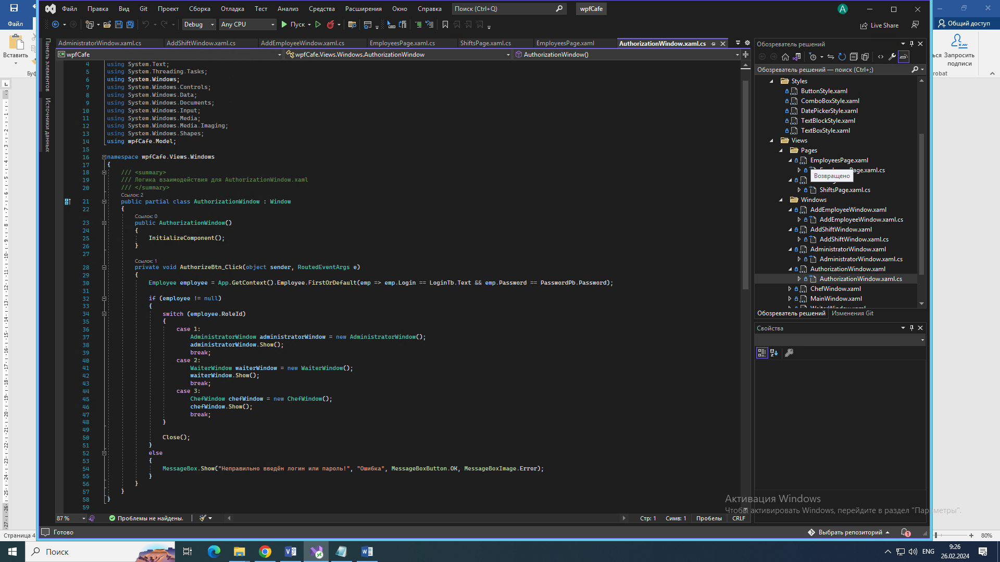 Файл Правка Вид Git Проект Сборка Отладка Тест Анализ Средства Расширения Окно Справка Поиск (Ctrl+Q) wpfCafe A
Файл Debug Any CPU Пуск Live Share Общий доступ
AdministratorWindow.xaml.cs AddShiftWindow.xaml.cs AddEmployeeWindow.xaml.cs EmployeesPage.xaml.cs ShiftsPage.xaml.cs EmployeesPage.xaml AuthorizationWindow.xaml.cs
wpfCafe wpfCafe.Views.Windows.AuthorizationWindow AuthorizationWindow()
Вставить
Панель элементов
Источники данных
4 using System.Text;
5 using System.Threading.Tasks;
6 using System.Windows;
7 using System.Windows.Controls;
8 using System.Windows.Data;
9 using System.Windows.Documents;
10 using System.Windows.Input;
11 using System.Windows.Media;
12 using System.Windows.Media.Imaging;
13 using System.Windows.Shapes;
14 using wpfCafe.Model;
15
16 namespace wpfCafe.Views.Windows
17 {
18 /// <summary>
19 /// Логика взаимодействия для AuthorizationWindow.xaml
20 /// </summary>
Ссылок: 2
21 public partial class AuthorizationWindow : Window
22 {
Ссылок: 0
23 public AuthorizationWindow()
24 {
25 InitializeComponent();
26 }
27
Ссылок: 1
28 private void AuthorizeBtn_Click(object sender, RoutedEventArgs e)
29 {
30 Employee employee = App.GetContext().Employee.FirstOrDefault(emp => emp.Login == LoginTb.Text && emp.Password == PasswordPb.Password);
31
32 if (employee != null)
33 {
34 switch (employee.RoleId)
35 {
36 case 1:
37 AdministratorWindow administratorWindow = new AdministratorWindow();
38 administratorWindow.Show();
39 break;
40 case 2:
41 WaiterWindow waiterWindow = new WaiterWindow();
42 waiterWindow.Show();
43 break;
44 case 3:
45 ChefWindow chefWindow = new ChefWindow();
46 chefWindow.Show();
47 break;
48 }
49
50 Close();
51 }
52 else
53 {
54 MessageBox.Show("Неправильно введён логин или пароль!", "Ошибка", MessageBoxButton.OK, MessageBoxImage.Error);
55 }
56 }
57 }
58 }
59
87 % Проблемы не найдены. Стр: 1 Симв: 1 Пробелы CRLF
Обозреватель решений
Обозреватель решений — поиск (Ctrl+;)
Styles
ButtonStyle.xaml
ComboBoxStyle.xaml
DatePickerStyle.xaml
TextBlockStyle.xaml
TextBoxStyle.xaml
Views
Pages
EmployeesPage.xaml
Возвращено
ShiftsPage.xaml.cs
Windows
AddEmployeeWindow.xaml
AddEmployeeWindow.xaml.cs
AddShiftWindow.xaml
AddShiftWindow.xaml.cs
AdministratorWindow.xaml
AdministratorWindow.xaml.cs
AuthorizationWindow.xaml
AuthorizationWindow.xaml.cs
ChefWindow.xaml
MainWindow.xaml
Обозреватель решений Изменения Git
Свойства
Запросить
подписи
Активация Windows
Чтобы активировать Windows, перейдите в раздел "Параметры".
Готово Выбрать репозиторий 1
Страница 4 80%
Поиск ENG 9:26
26.02.2024